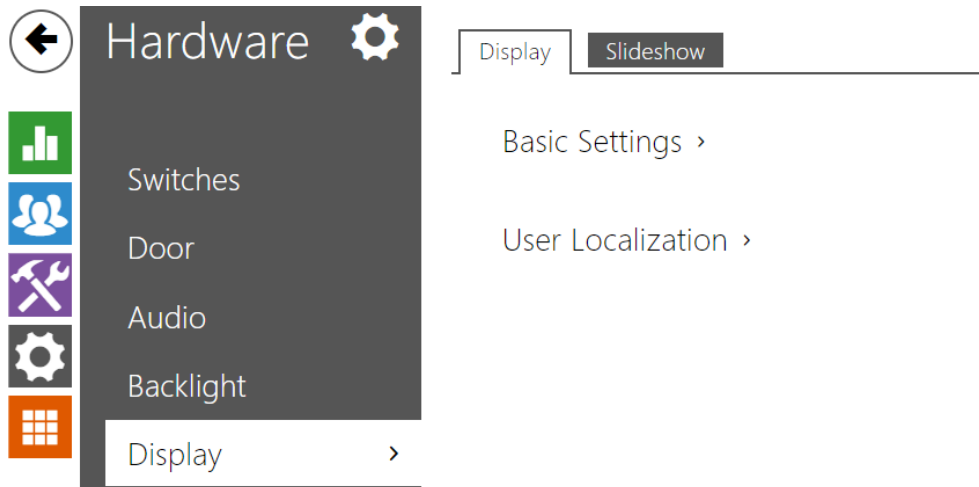 Hardware
Switches
Door
Audio
Backlight
Display
Display
Slideshow
Basic Settings
User Localization